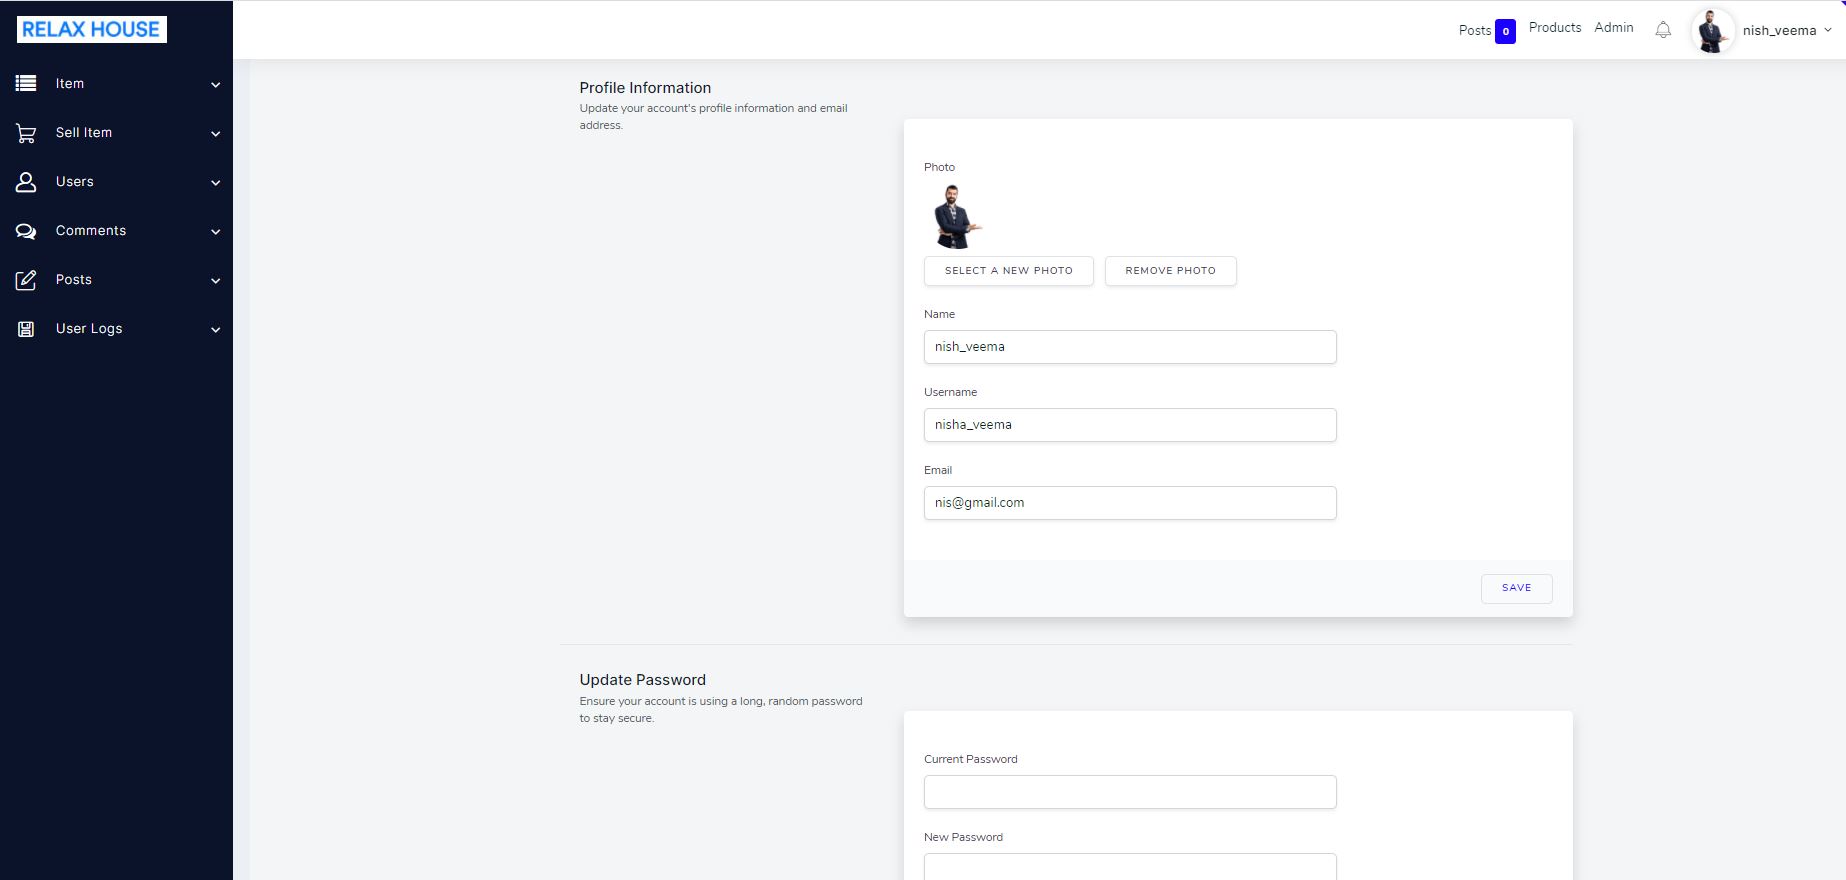 RELAX HOUSE
Item
Sell Item
Users
Comments
Posts
User Logs
Posts 0 Products Admin nish_veema
Profile Information
Update your account's profile information and email
address.
Photo
SELECT A NEW PHOTO REMOVE PHOTO
Name
nish_veema
Username
nisha_veema
Email
nis@gmail.com
SAVE
Update Password
Ensure your account is using a long, random password
to stay secure.
Current Password
New Password